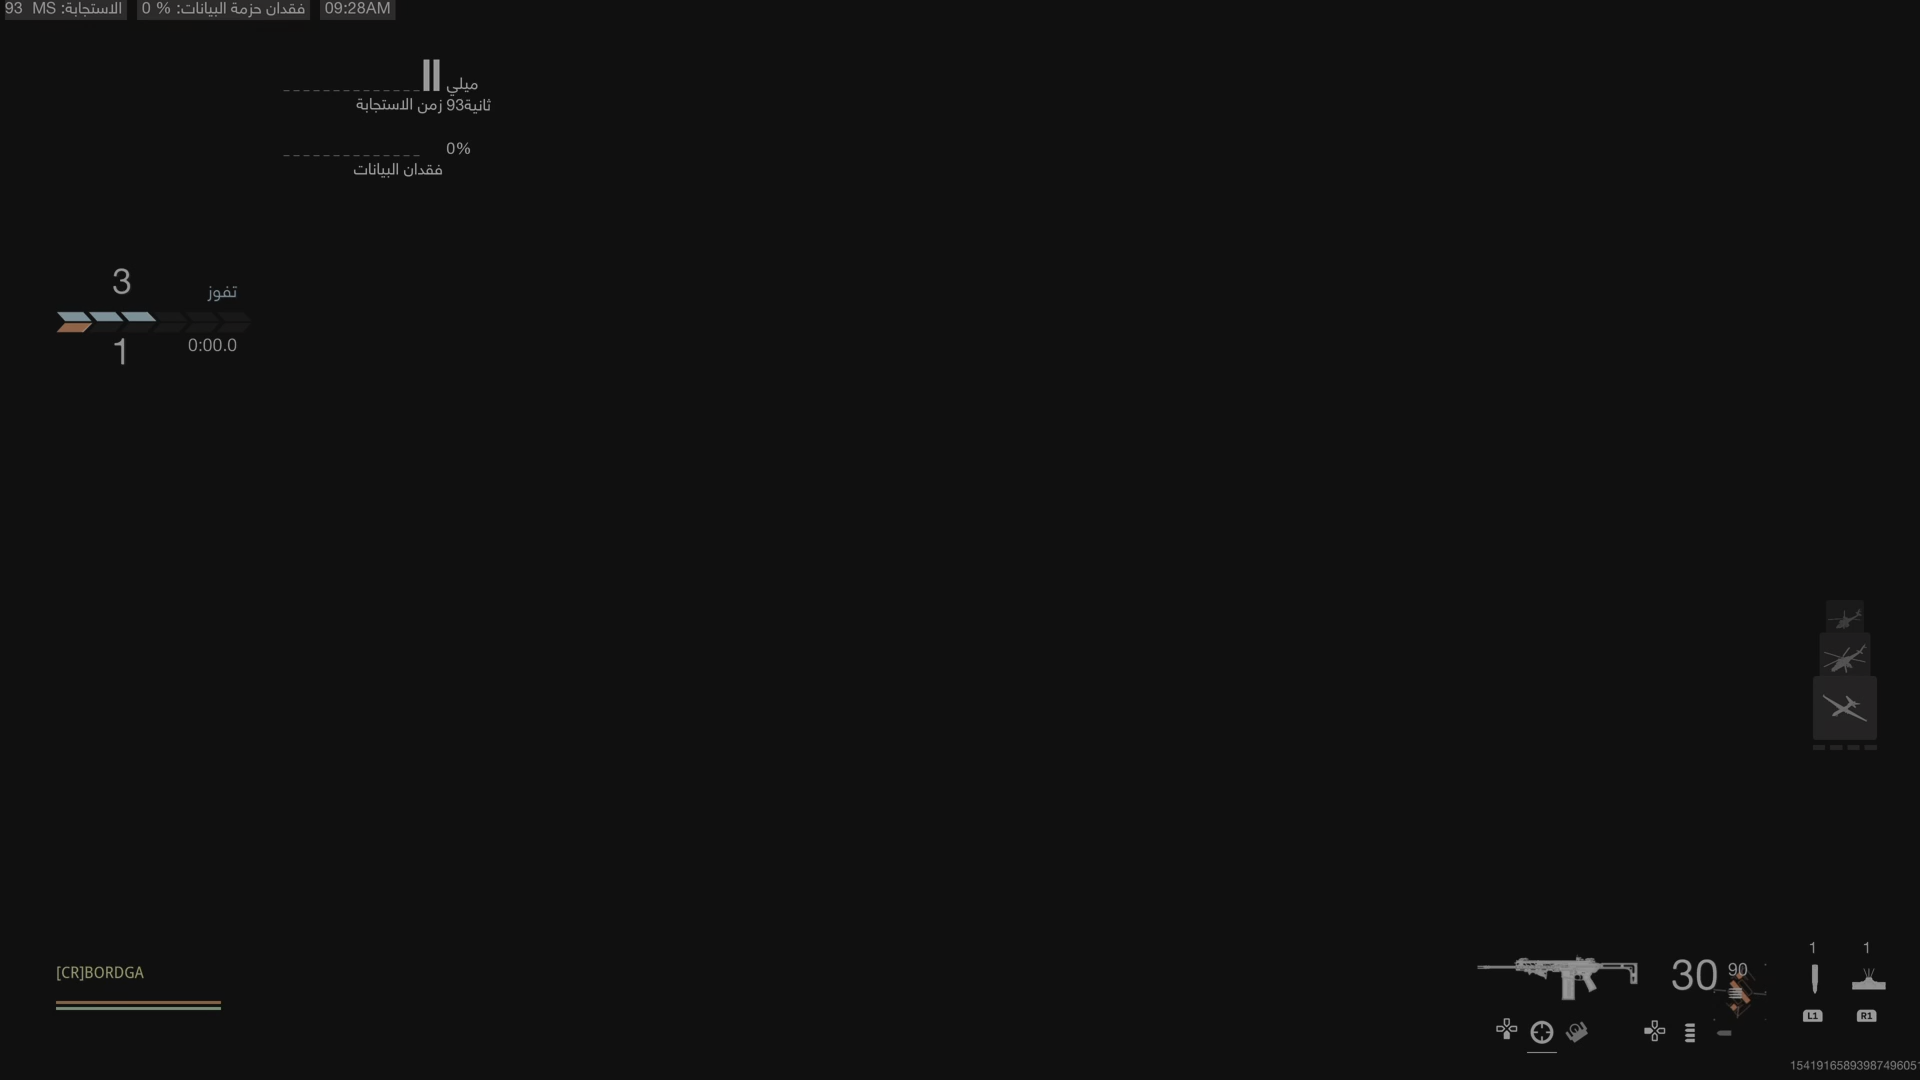 93 MS :الاستجابة
فقدان حزمة البيانات: % 0
09:28AM
ميلي
ثانية93 زمن الاستجابة
0%
فقدان البيانات
3
تفوز
1
0:00.0
[CR]BORDGA
30
90
1
1
L1
R1
1541916589398749605